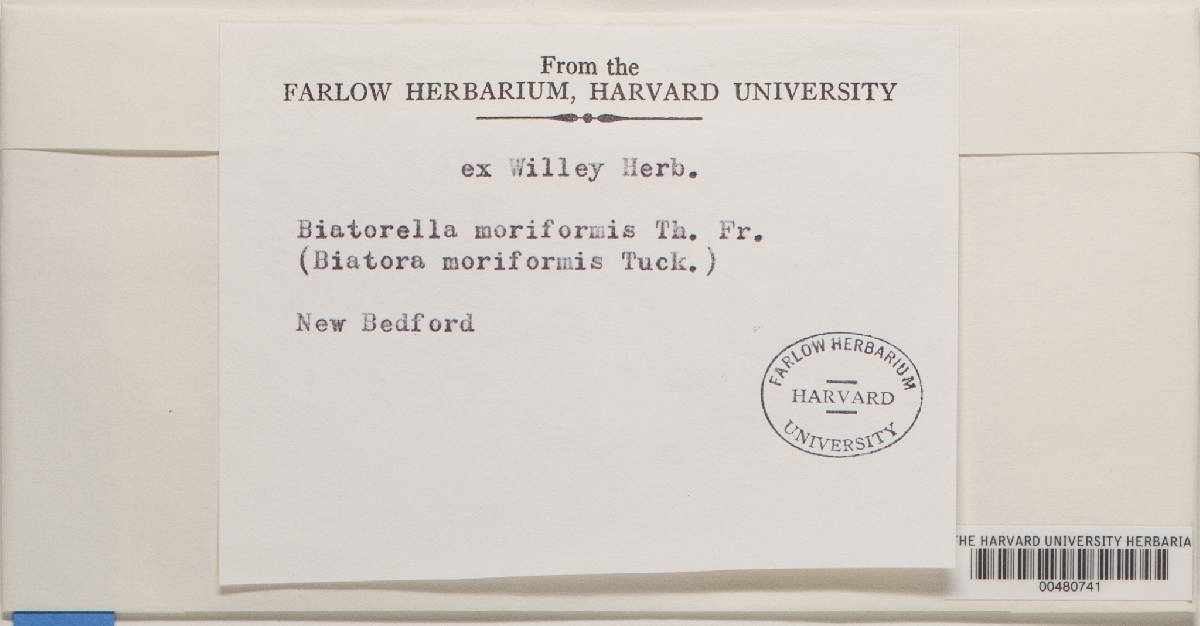 From the
FARLOW HERBARIUM, HARVARD UNIVERSITY
ex Willey Herb.
Biatorella moriformis Th. Fr.
(Biatora moriformis Tuck.)
New Bedford
FARLOW HERBARIUM
HARVARD
UNIVERSITY
THE HARVARD UNIVERSITY HERBARIA
00480741